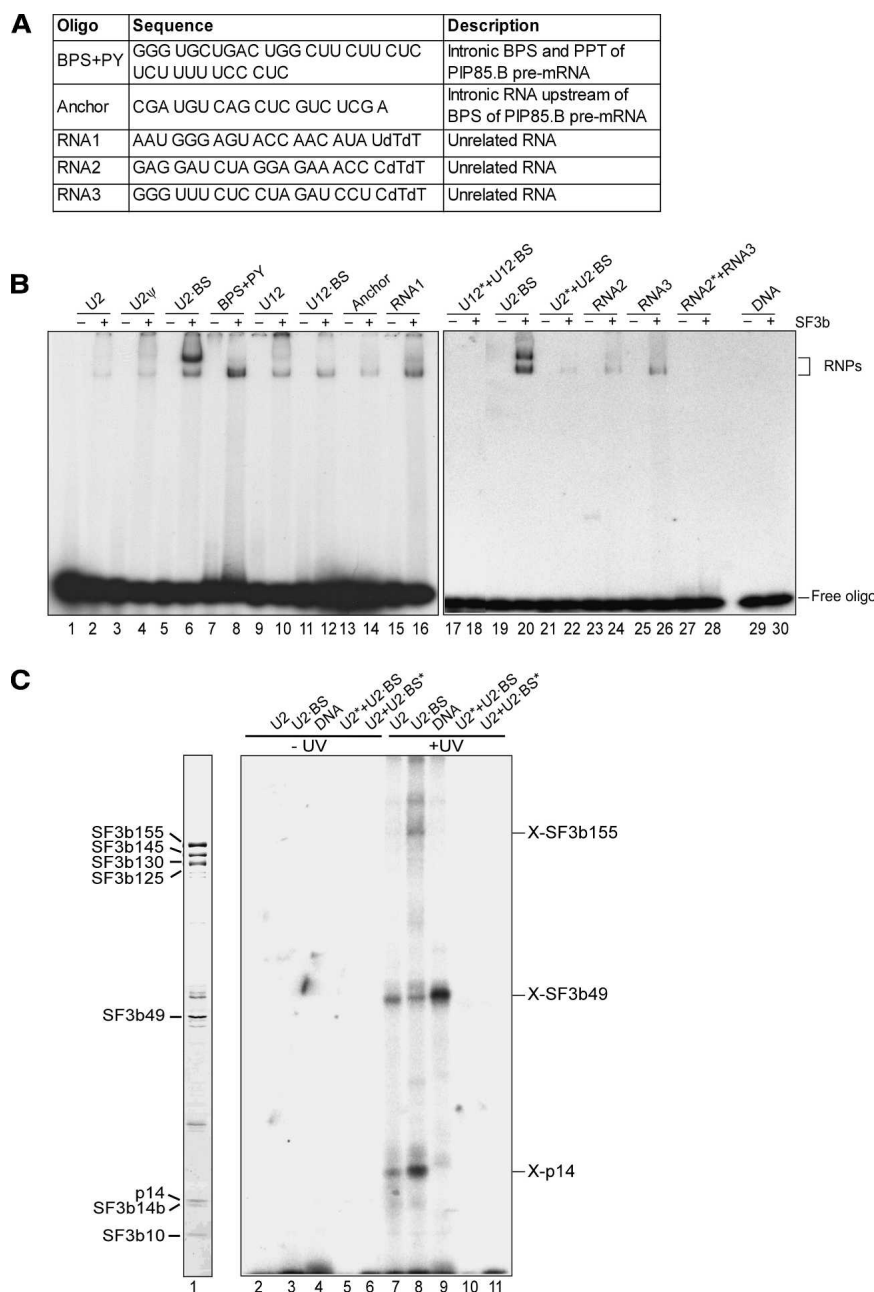 A
Oligo Sequence Description
BPS+PY GGG UGCUGAC UGG CUU CUU CUC Intronic BPS and PPT of
UCU UUU UCC CUC PIP85.B pre-mRNA
Anchor CGA UGU CAG CUC GUC UCG A Intronic RNA upstream of
BPS of PIP85.B pre-mRNA
RNA1 AAU GGG AGU ACC AAC AUA UdTdT Unrelated RNA
RNA2 GAG GAU CUA GGA GAA ACC CdTdT Unrelated RNA
RNA3 GGG UUU CUC CUA GAU CCU CdTdT Unrelated RNA
B
U2 U2ψ U2·BS BPS+PY U12 U12·BS Anchor RNA1 U12*+U12·BS U2·BS U2*+U2·BS RNA2 RNA3 RNA2*+RNA3 DNA
– + – + – + – + – + – + – + – + – + – + – + – + – + – + – + SF3b
RNPs
Free oligo
1 2 3 4 5 6 7 8 9 10 11 12 13 14 15 16 17 18 19 20 21 22 23 24 25 26 27 28 29 30
C
U2 U2·BS DNA U2*+U2·BS U2+U2·BS* U2 U2·BS DNA U2*+U2·BS U2+U2·BS*
- UV +UV
SF3b155 X-SF3b155
SF3b145
SF3b130
SF3b125
X-SF3b49
SF3b49
X-p14
p14
SF3b14b
SF3b10
1 2 3 4 5 6 7 8 9 10 11